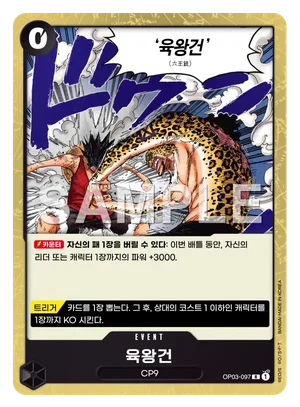 0
‘육왕건’
(六王銃)
ドウン
SAMPLE
카운터 자신의 패 1장을 버릴 수 있다: 이번 배틀 동안, 자신의
리더 또는 캐릭터 1장까지의 파워 +3000.
트리거 카드를 1장 뽑는다. 그 후, 상대의 코스트 1 이하인 캐릭터를
1장까지 KO 시킨다.
EVENT
육왕건
CP9
OP03-097 R 1